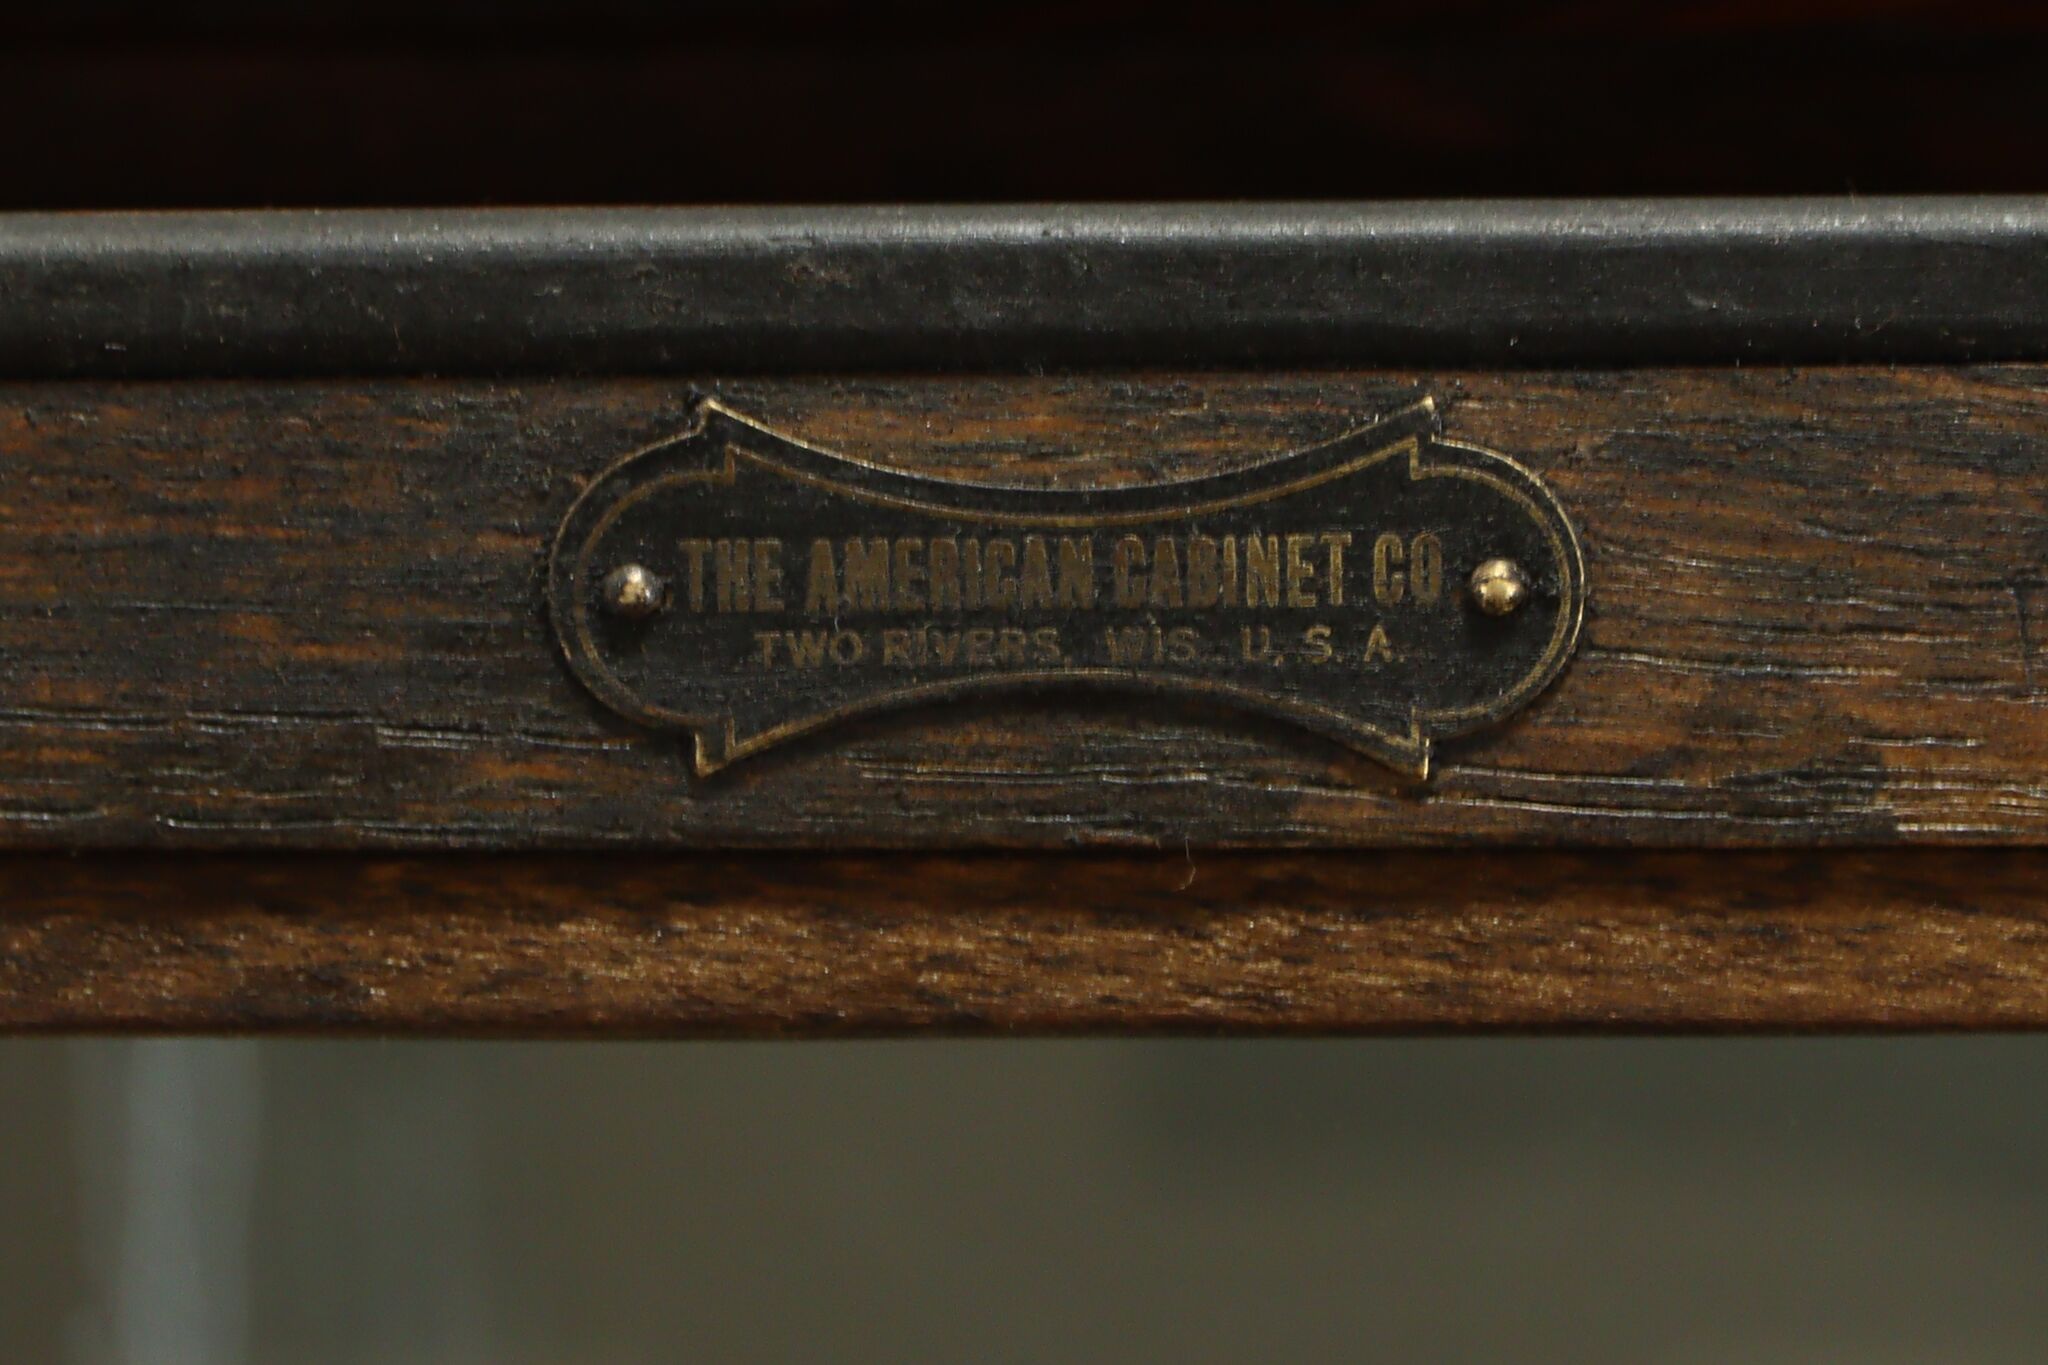 THE AMERICAN CABINET CO
TWO RIVERS, WIS. U.S.A.